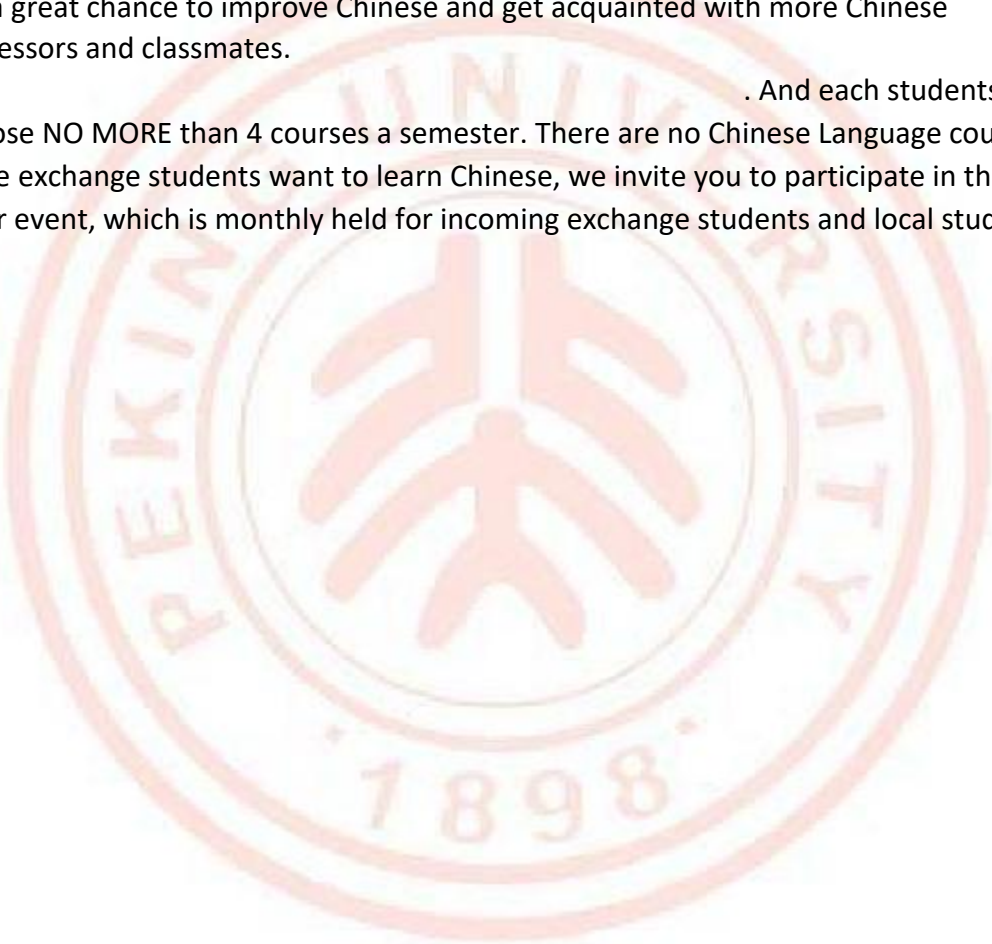 great chance to improve Chinese and get acquainted with more Chinese
essors and classmates.
. And each students
ose NO MORE than 4 courses a semester. There are no Chinese Language cou
e exchange students want to learn Chinese, we invite you to participate in th
r event, which is monthly held for incoming exchange students and local stud
PEKING UNIVERSITY
1898